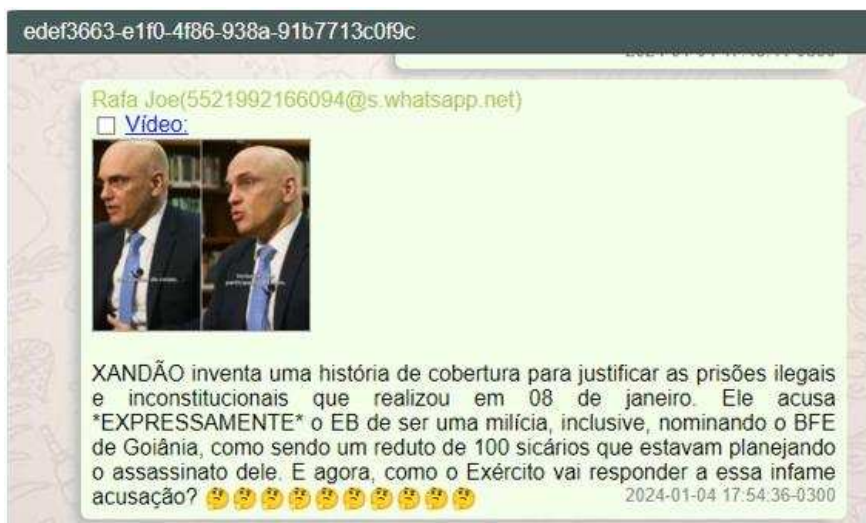 edef3663-e1f0-4f86-938a-91b7713c0f9c
Rafa Joe(5521992166094@s.whatsapp.net)
Vídeo:
XANDÃO inventa uma história de cobertura para justificar as prisões ilegais
e inconstitucionais que realizou em 08 de janeiro. Ele acusa
*EXPRESSAMENTE* o EB de ser uma milícia, inclusive, nominando o BFE
de Goiânia, como sendo um reduto de 100 sicários que estavam planejando
o assassinato dele. E agora, como o Exército vai responder a essa infame
acusação? 🤔🤔🤔🤔🤔🤔🤔🤔🤔🤔 2024-01-04 17:54:36-0300